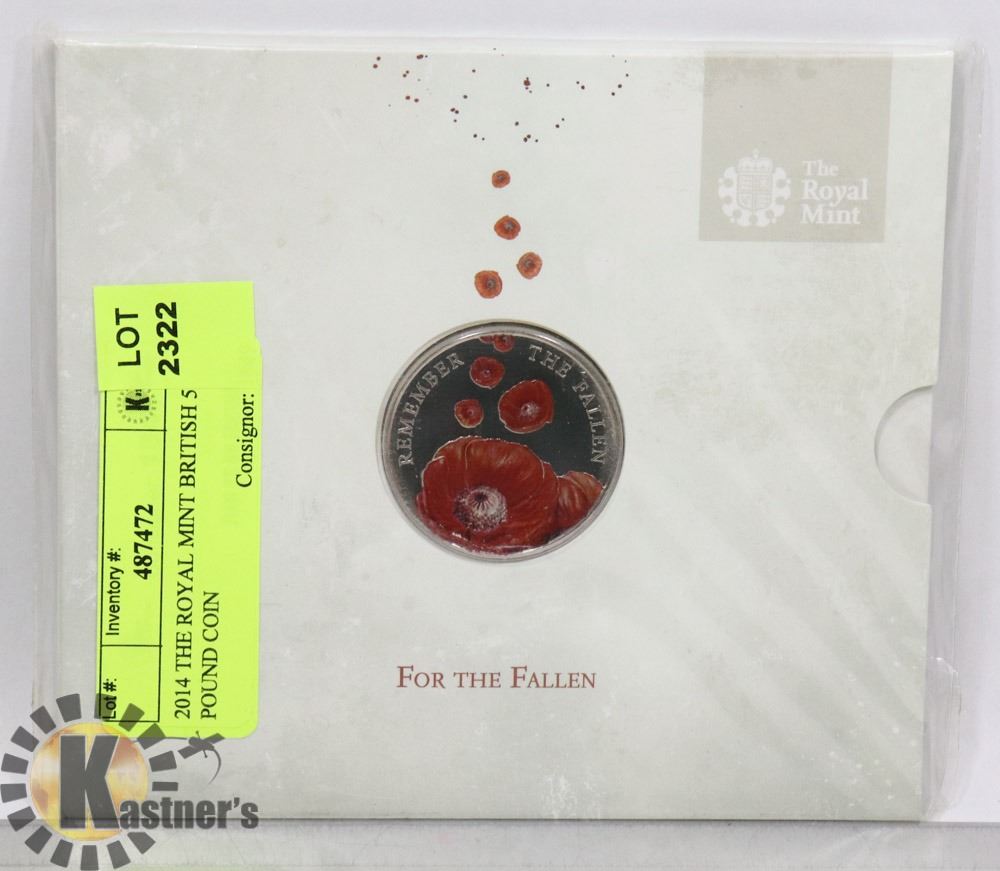 The
Royal
Mint
REMEMBER THE FALLEN
FOR THE FALLEN
LOT
2322
Lot #:
Inventory #:
487472
2014 THE ROYAL MINT BRITISH 5
POUND COIN
Consignor:
Kastner's